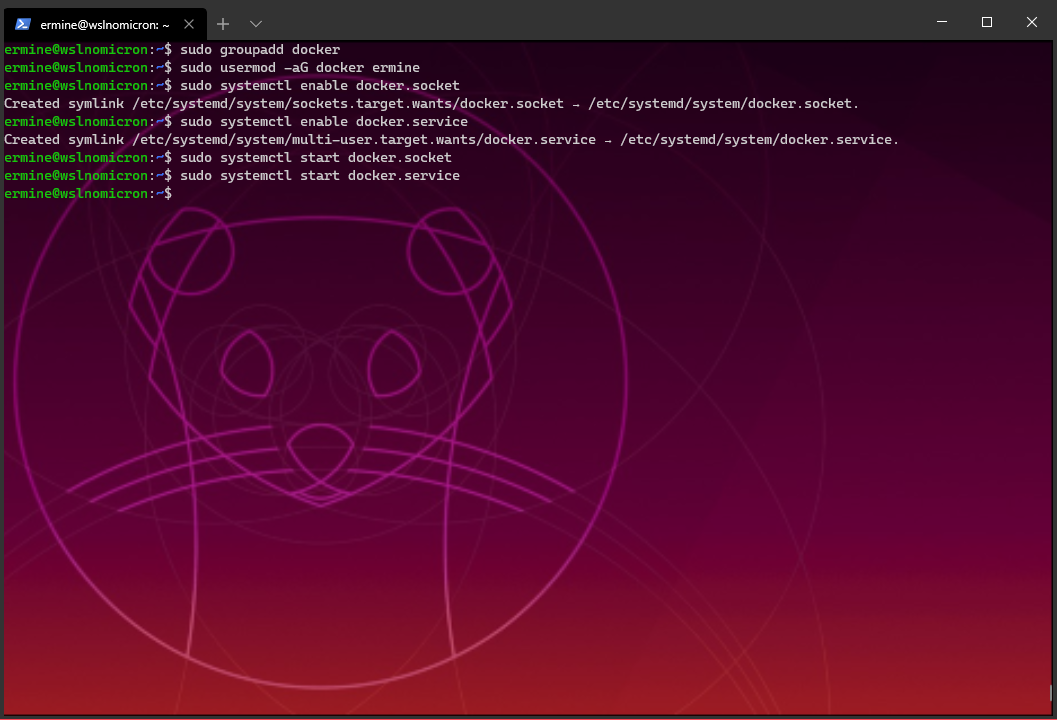 ermine@wslnomicron: ~
ermine@wslnomicron:~$ sudo groupadd docker
ermine@wslnomicron:~$ sudo usermod -aG docker ermine
ermine@wslnomicron:~$ sudo systemctl enable docker.socket
Created symlink /etc/systemd/system/sockets.target.wants/docker.socket → /etc/systemd/system/docker.socket.
ermine@wslnomicron:~$ sudo systemctl enable docker.service
Created symlink /etc/systemd/system/multi-user.target.wants/docker.service → /etc/systemd/system/docker.service.
ermine@wslnomicron:~$ sudo systemctl start docker.socket
ermine@wslnomicron:~$ sudo systemctl start docker.service
ermine@wslnomicron:~$